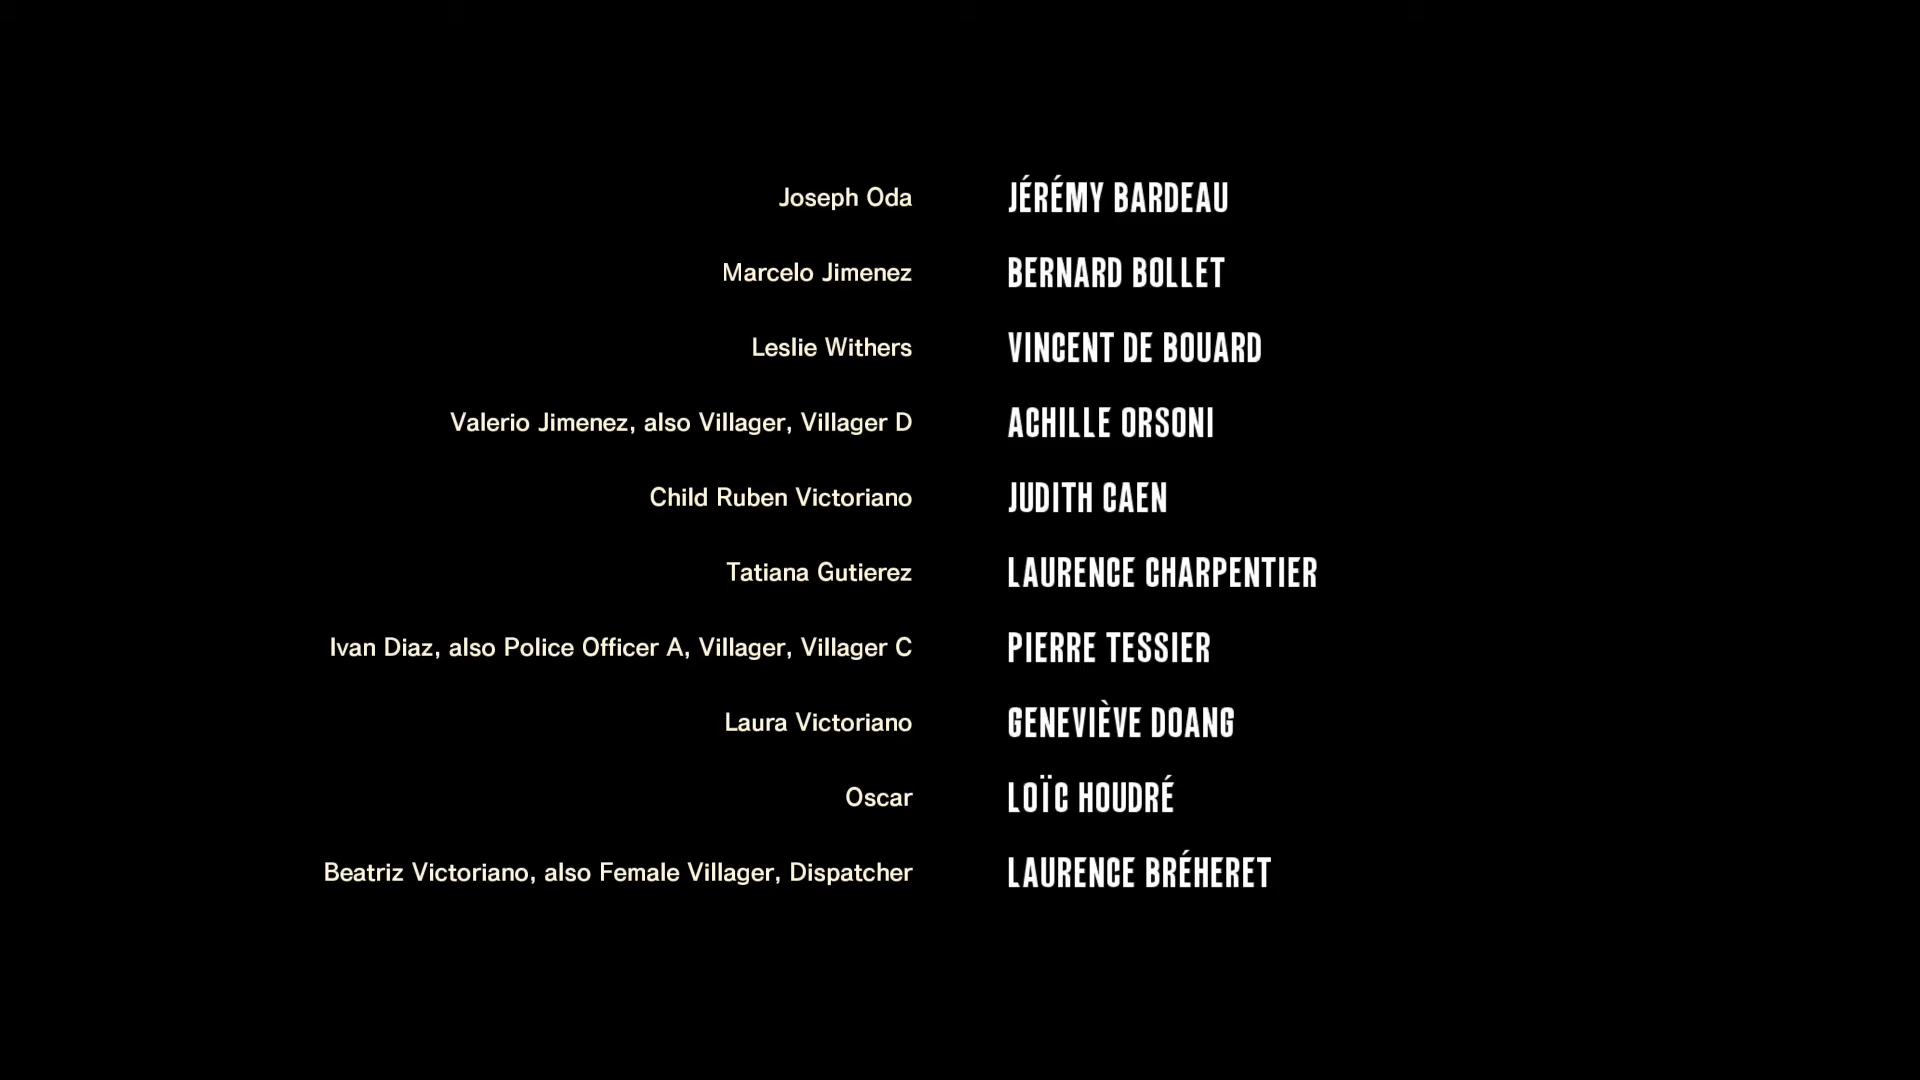 Joseph Oda JÉRÉMY BARDEAU
Marcelo Jimenez BERNARD BOLLET
Leslie Withers VINCENT DE BOUARD
Valerio Jimenez, also Villager, Villager D ACHILLE ORSONI
Child Ruben Victoriano JUDITH CAEN
Tatiana Gutierez LAURENCE CHARPENTIER
Ivan Diaz, also Police Officer A, Villager, Villager C PIERRE TESSIER
Laura Victoriano GENEVIÈVE DOANG
Oscar LOÏC HOUDRÉ
Beatriz Victoriano, also Female Villager, Dispatcher LAURENCE BRÉHERET